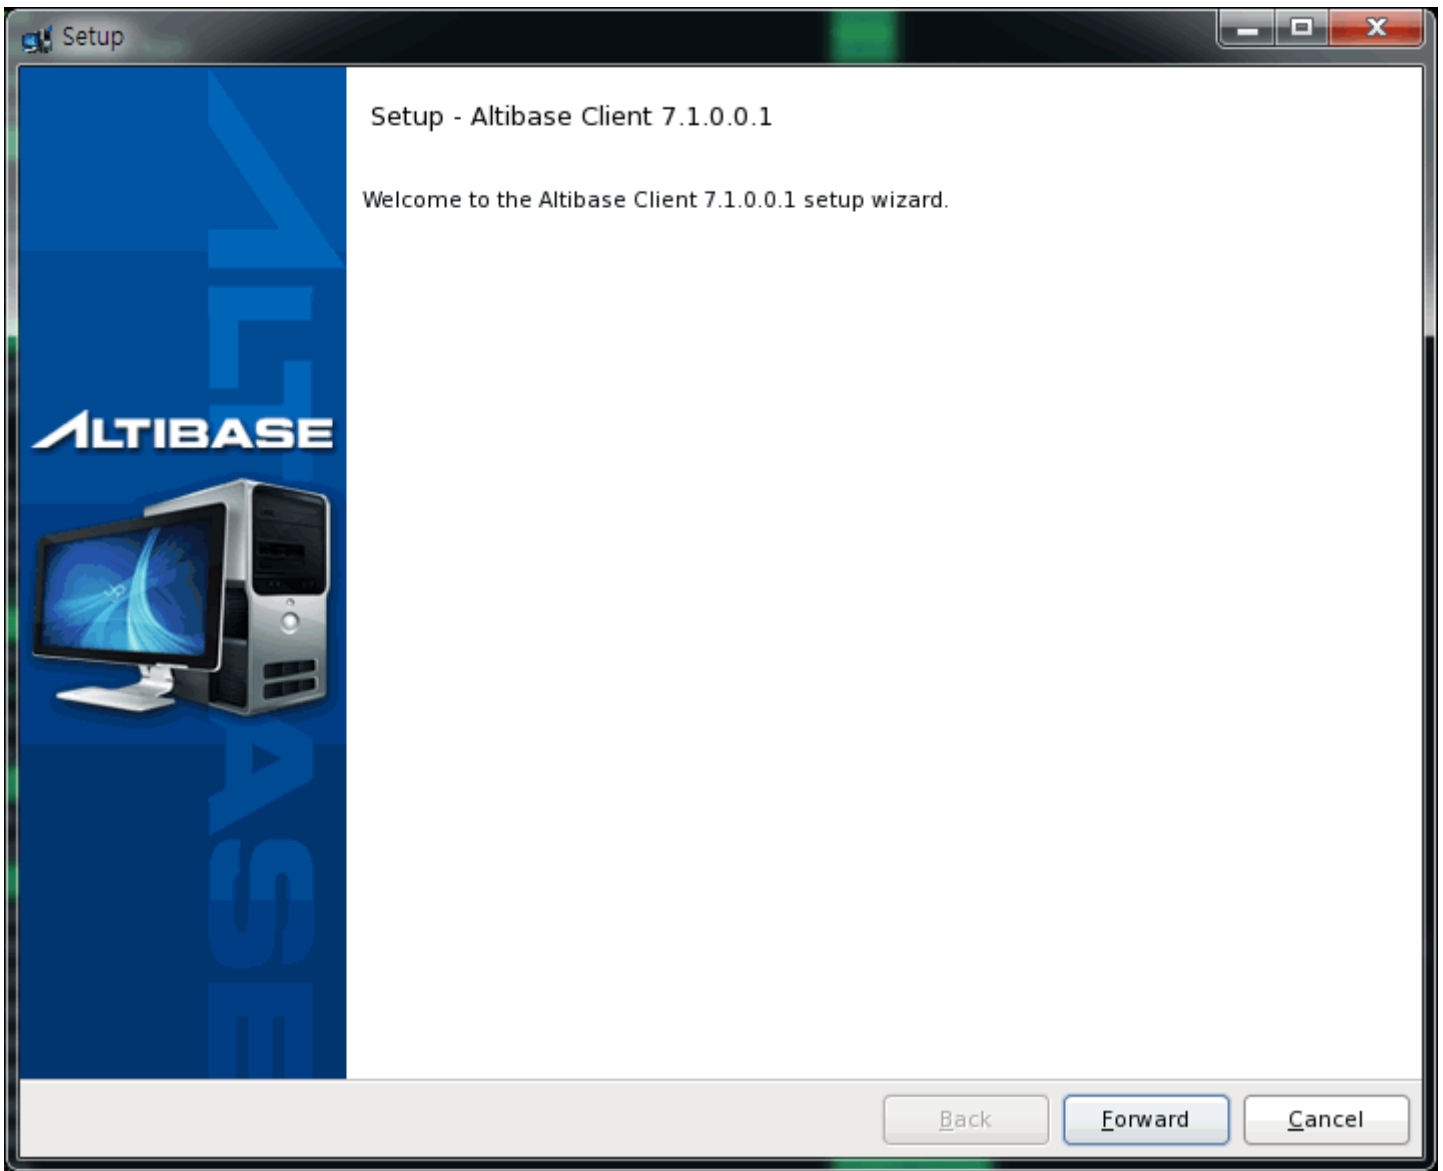 Setup
Setup - Altibase Client 7.1.0.0.1
Welcome to the Altibase Client 7.1.0.0.1 setup wizard.
ALTIBASE
ALTIBASE
Back
Forward
Cancel